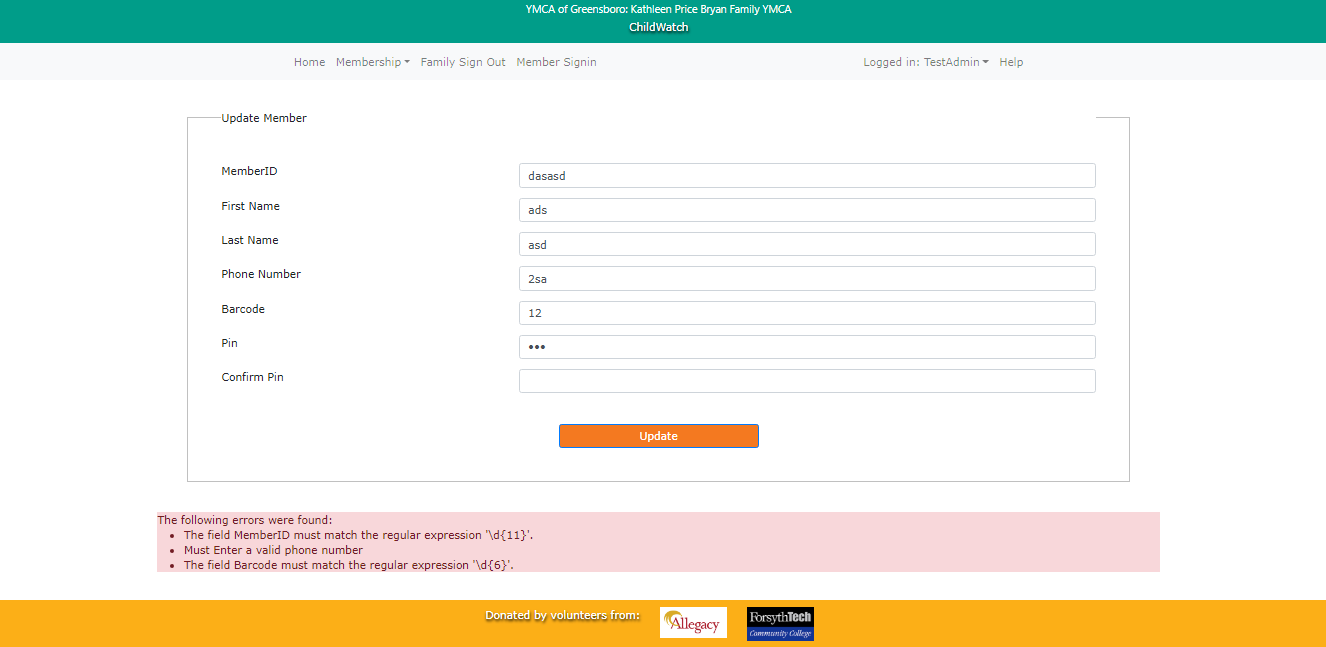 YMCA of Greensboro: Kathleen Price Bryan Family YMCA
ChildWatch
Home Membership Family Sign Out Member Signin Logged in: TestAdmin Help
Update Member
MemberID dasasd
First Name ads
Last Name asd
Phone Number 2sa
Barcode 12
Pin •••
Confirm Pin
Update
The following errors were found:
• The field MemberID must match the regular expression '\d{11}'.
• Must Enter a valid phone number
• The field Barcode must match the regular expression '\d{6}'.
Donated by volunteers from: Allegacy ForsythTech
Community College